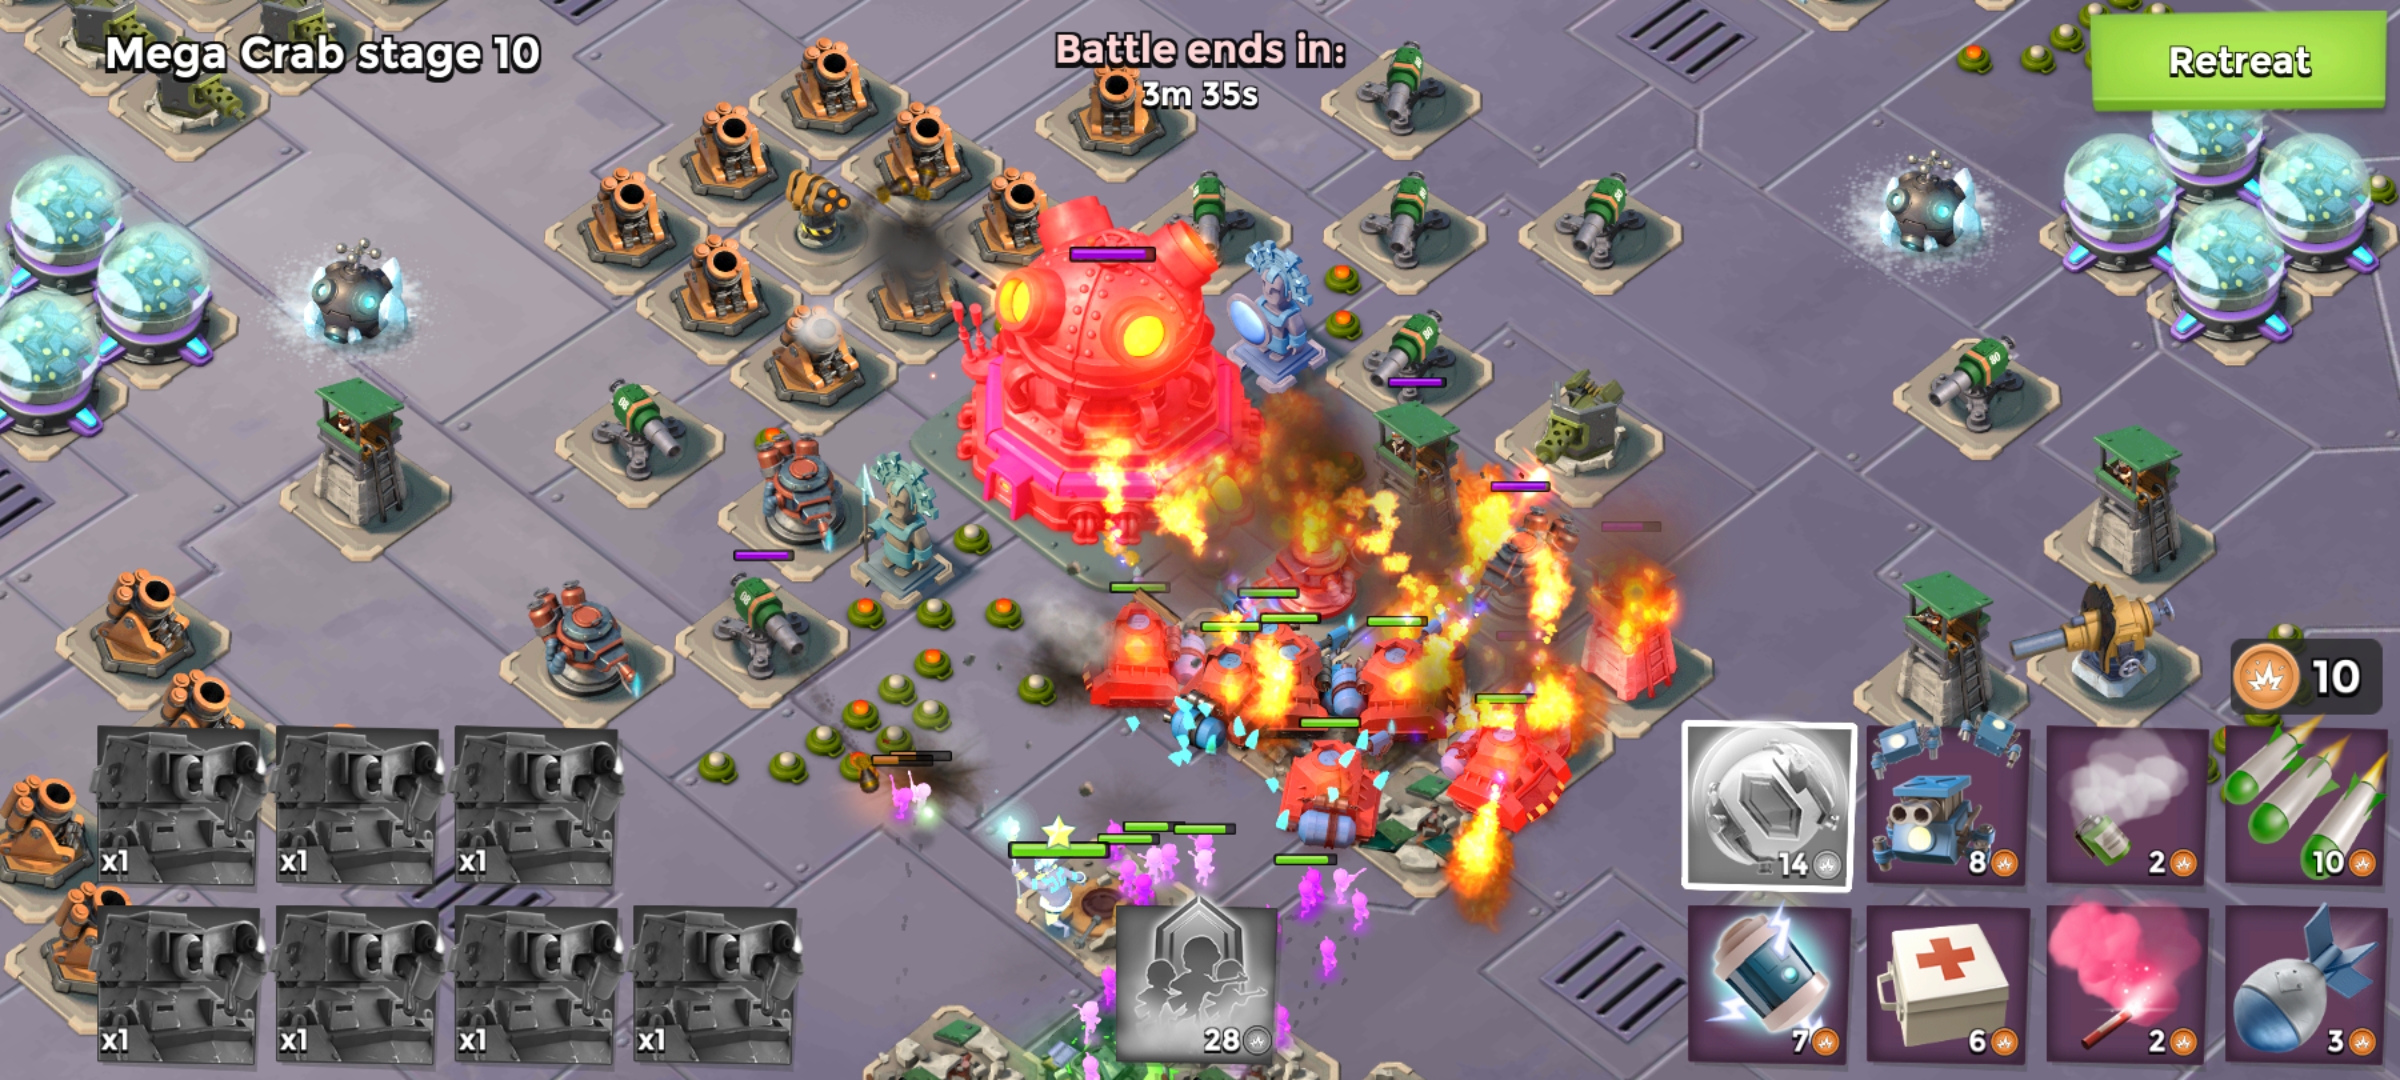 Mega Crab stage 10
Battle ends in:
3m 35s
Retreat
10
x1
x1
x1
14
8
2
10
x1
x1
x1
x1
28
7
6
2
3